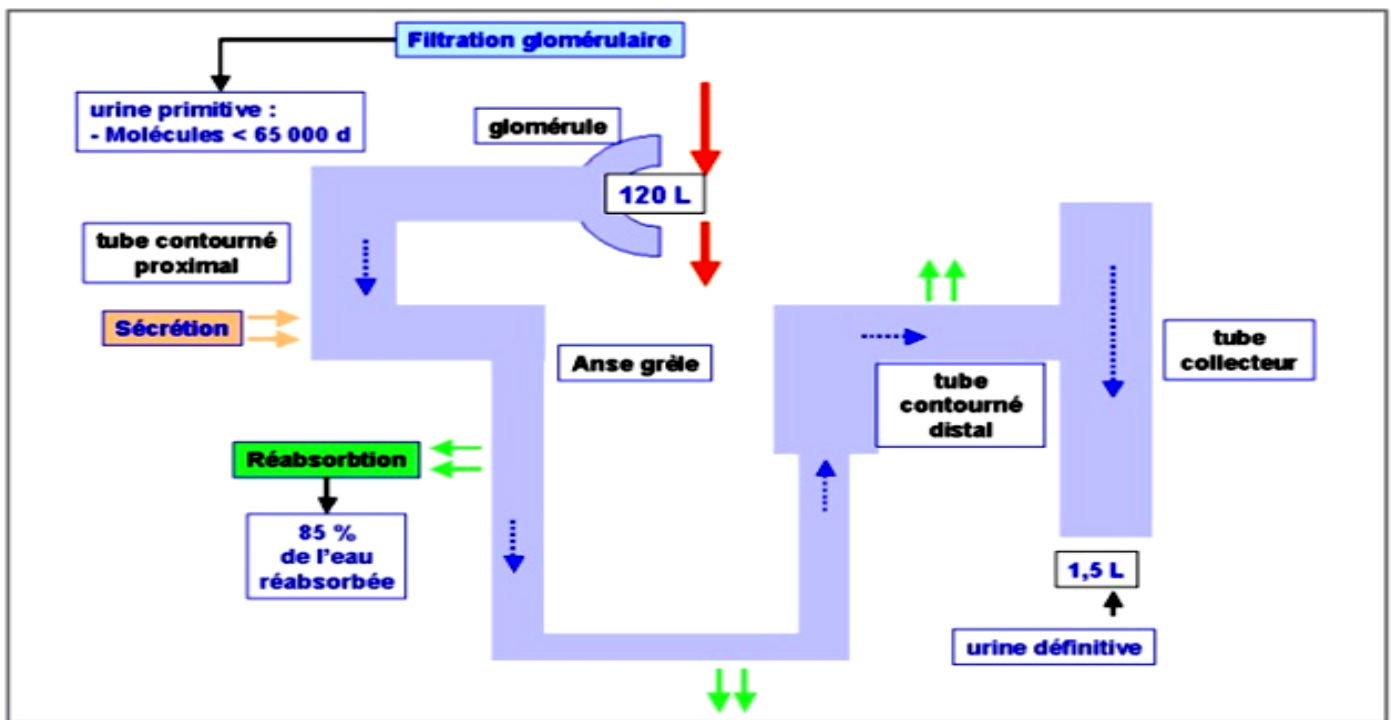 Filtration glomérulaire
urine primitive :
- Molécules < 65 000 d
glomérule
120 L
tube contourné
proximal
Sécrétion
Anse grèle
tube
contourné
distal
tube
collecteur
Réabsorbtion
85 %
de l'eau
réabsorbée
1,5 L
urine définitive